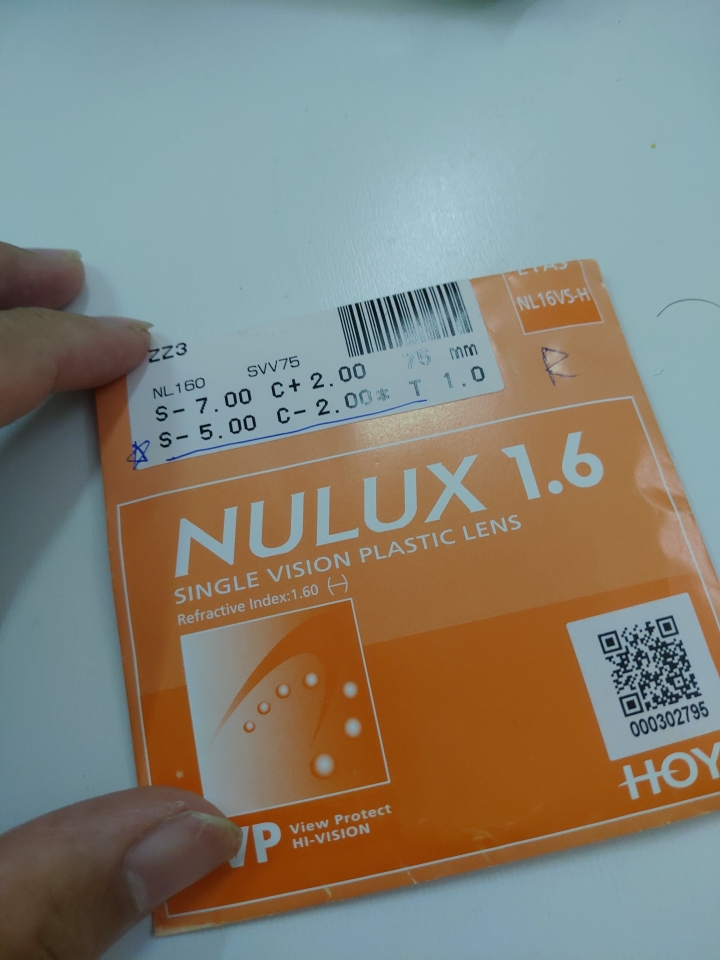 ZZ3
NL160 SVV75 75 mm
S- 7.00 C+ 2.00
S- 5.00 C- 2.00* T 1.0
NL16VS-H
R
NULUX 1.6
SINGLE VISION PLASTIC LENS
Refractive Index:1.60 (−)
000302795
HOY
VP View Protect
HI-VISION